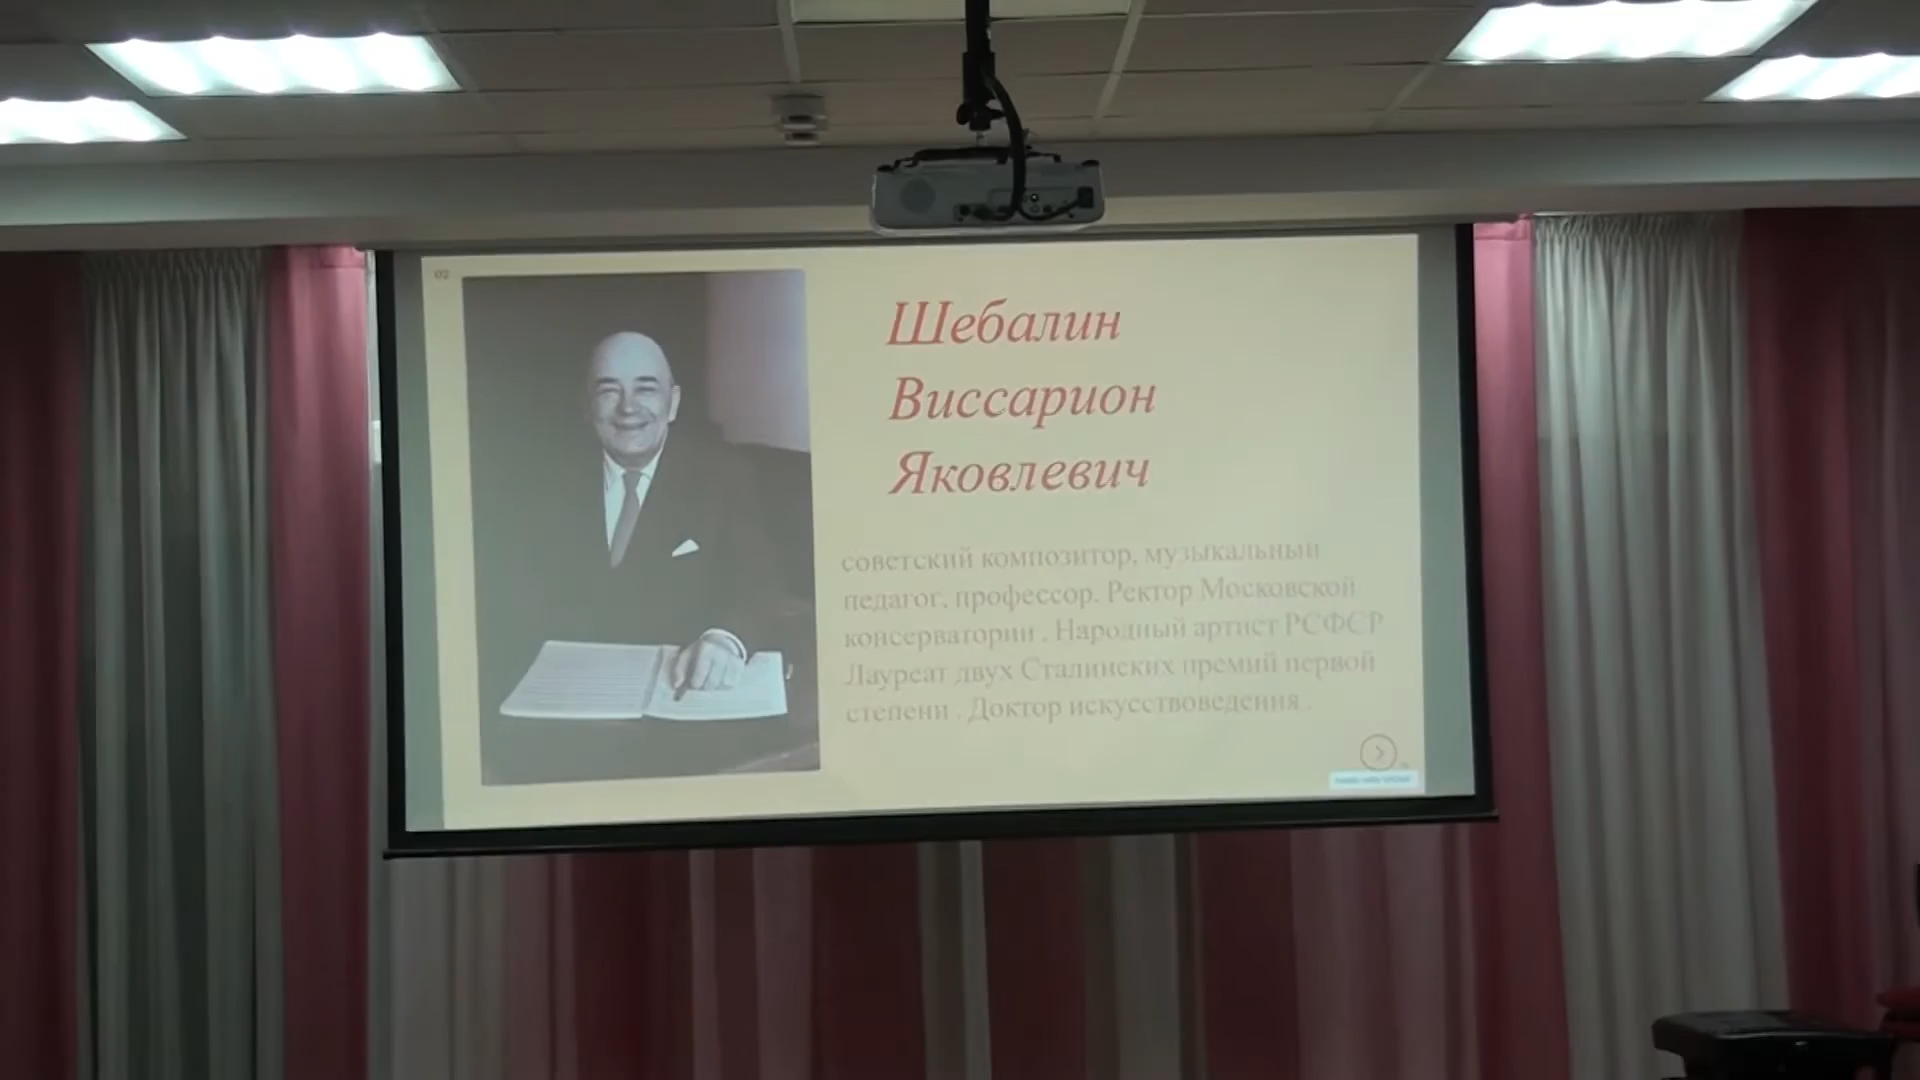 02
Шебалин
Виссарион
Яковлевич
советский композитор, музыкальный
педагог, профессор. Ректор Московской
консерватории . Народный артист РСФСР
Лауреат двух Сталинских премий первой
степени . Доктор искусствоведения .